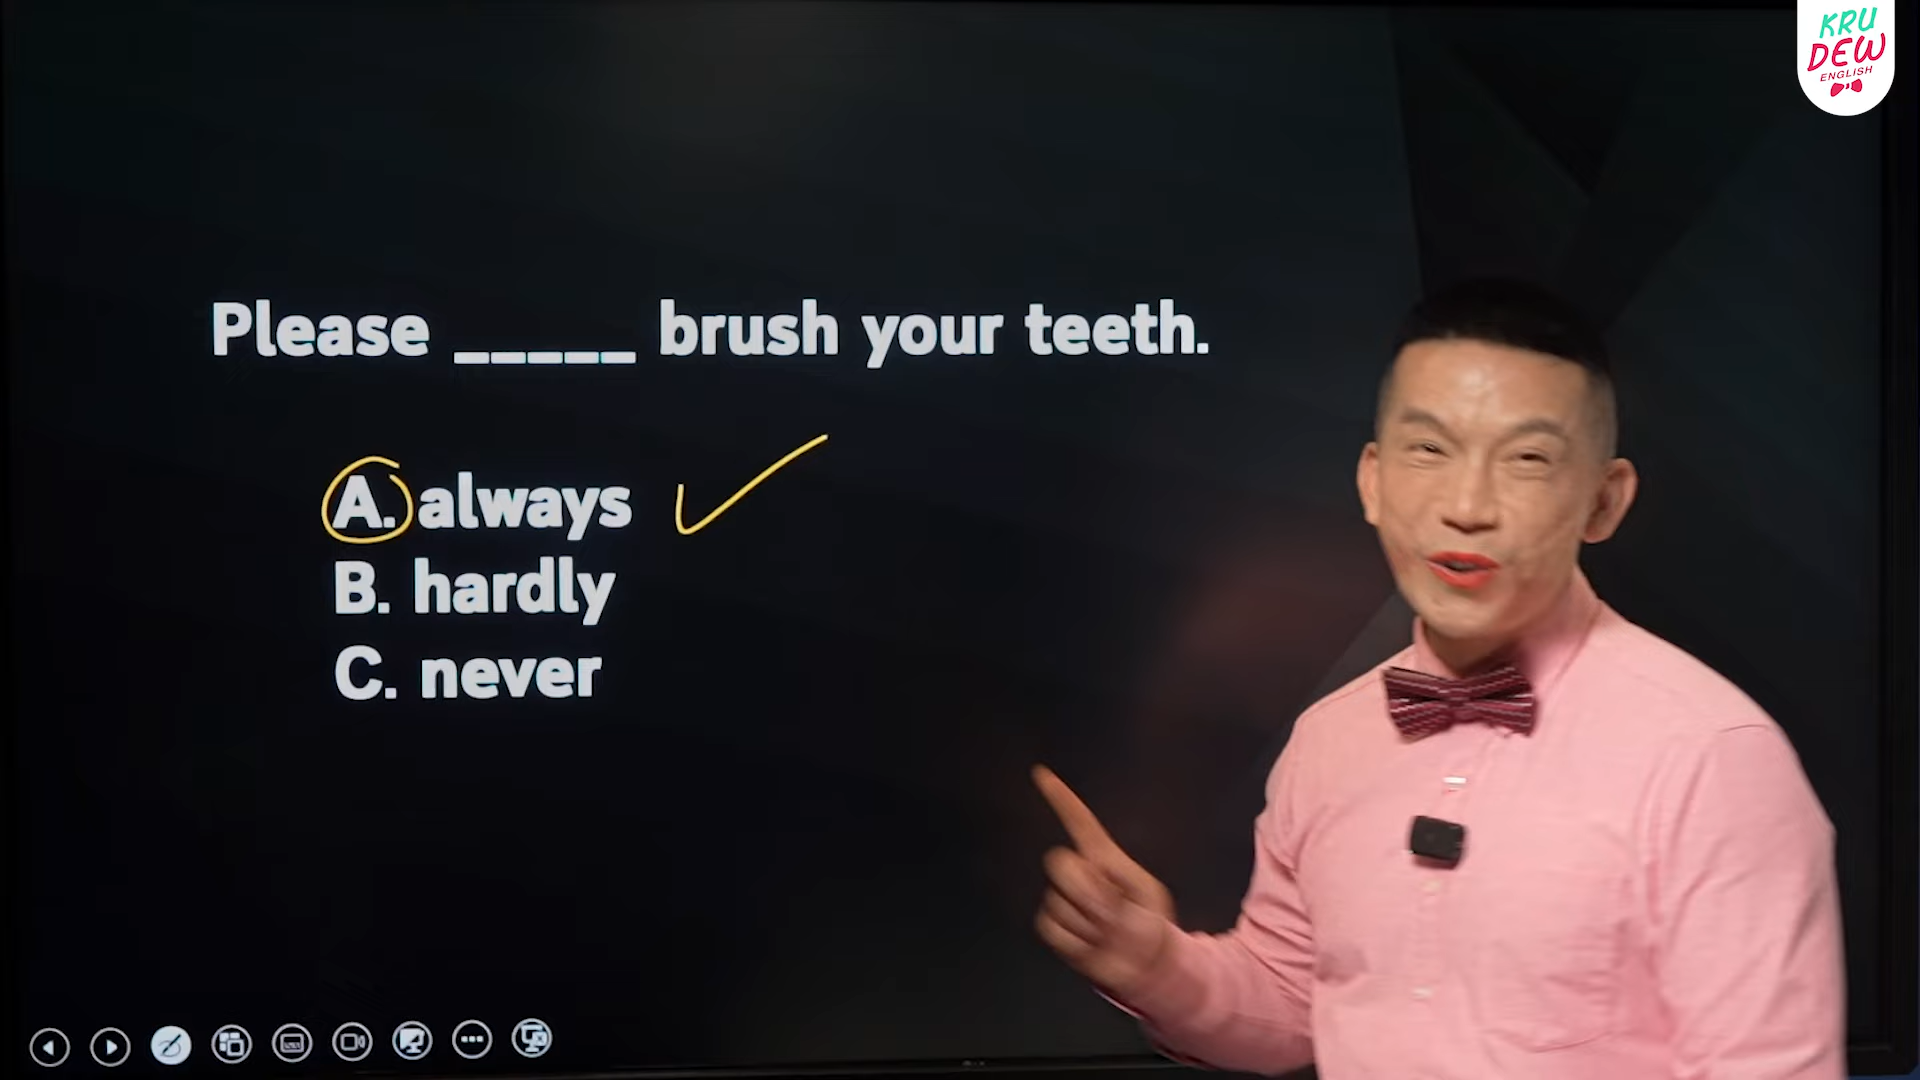 KRU
DEW
ENGLISH
Please _____ brush your teeth.
A. always
B. hardly
C. never